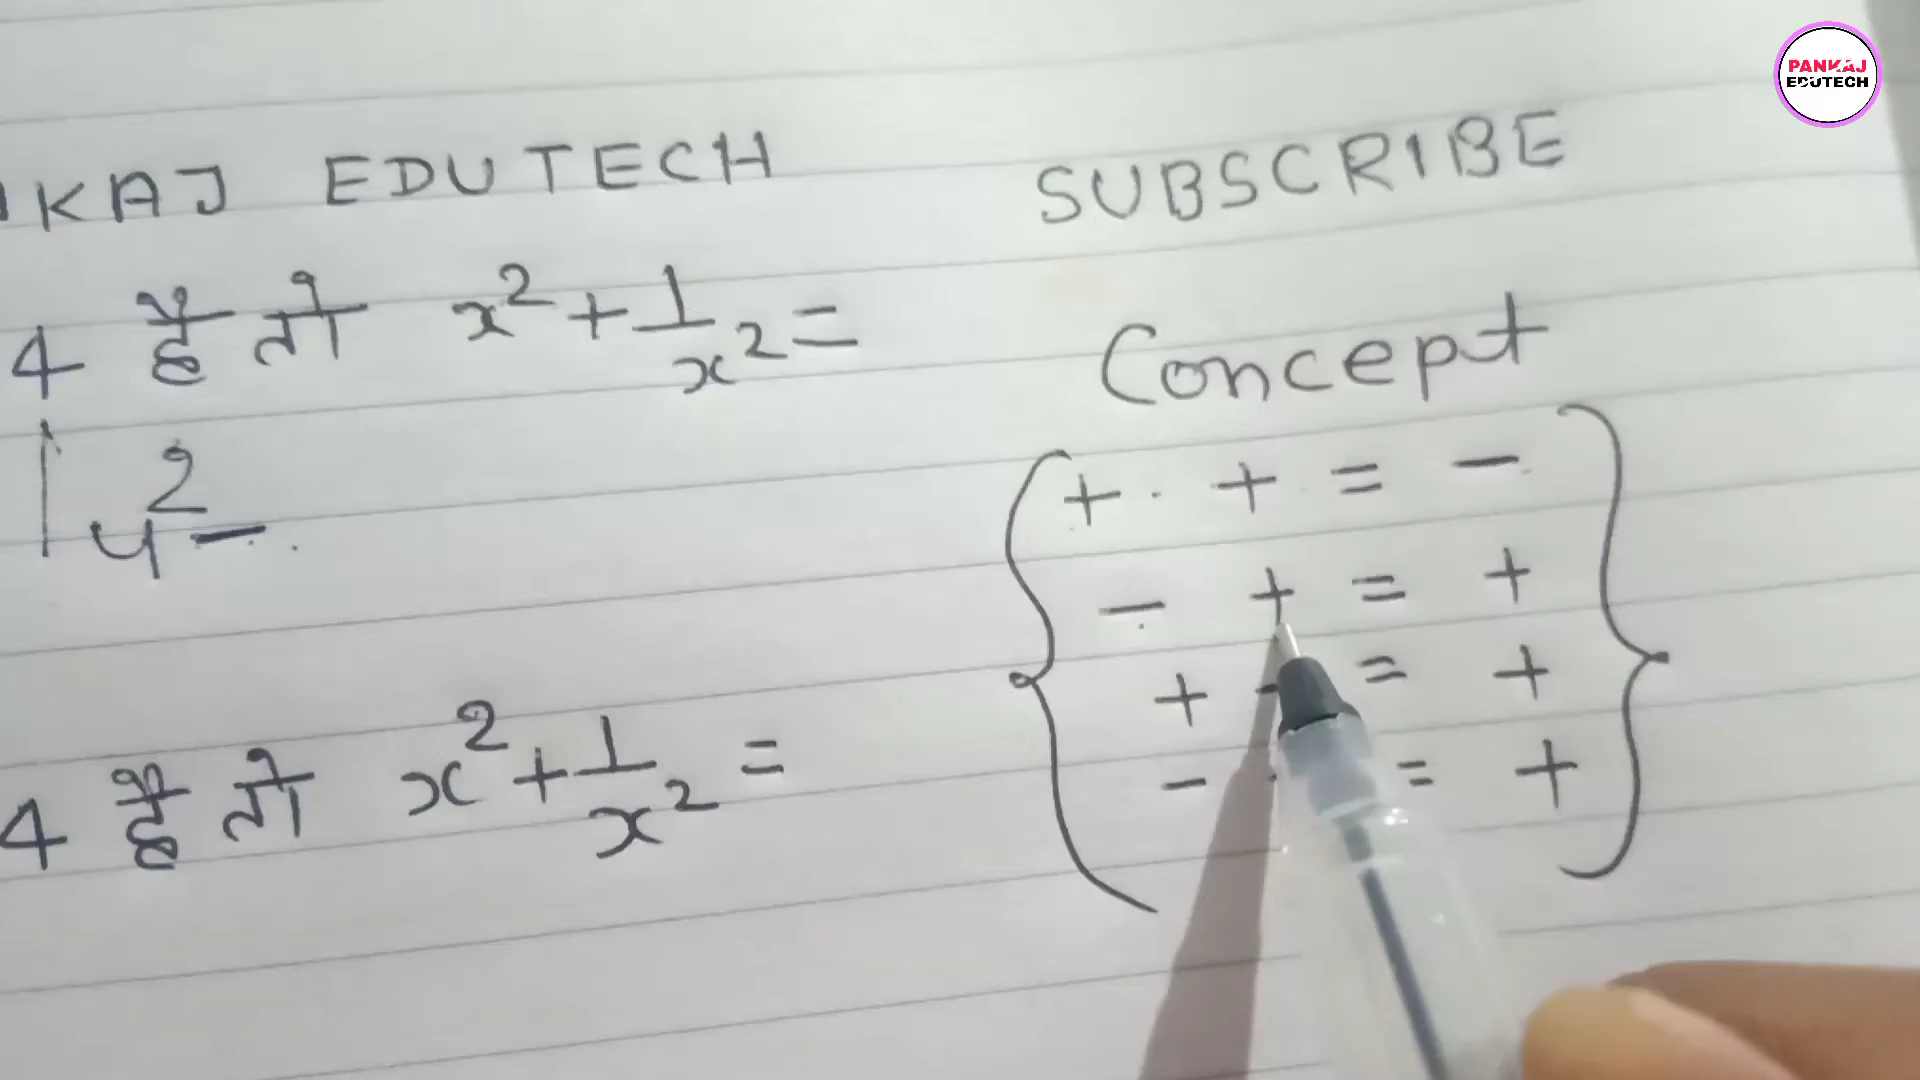 PANKAJ
EDUTECH
KAJ EDUTECH SUBSCRIBE
4 है तो x²+1/x²=
Concept
4²-
+ + = -
- + = +
+ - = +
4 है तो x²+1/x² =
- - = +